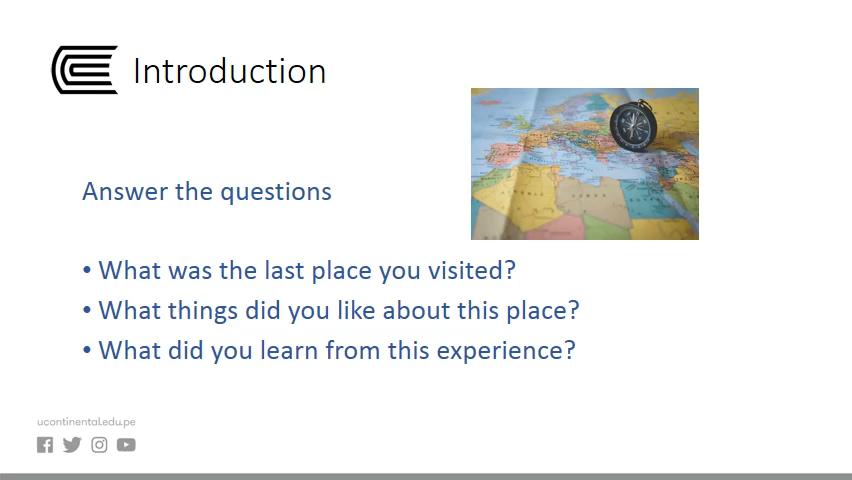 Introduction
Answer the questions
• What was the last place you visited?
• What things did you like about this place?
• What did you learn from this experience?
ucontinental.edu.pe